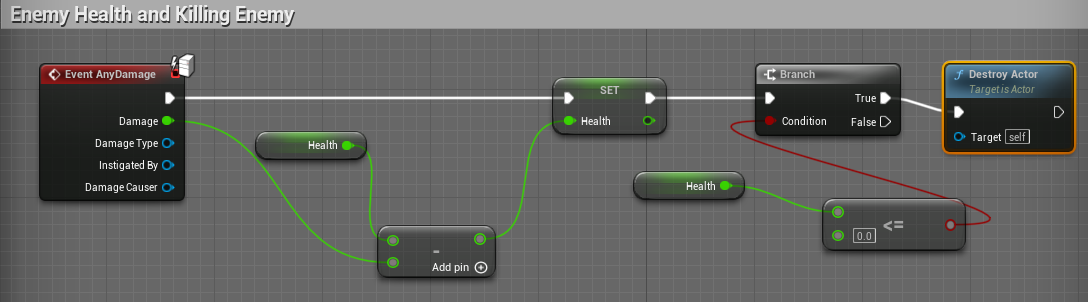 Enemy Health and Killing Enemy
Event AnyDamage
Damage
Damage Type
Instigated By
Damage Causer
Health
-
Add pin
SET
Health
Health
Branch
True
Condition
False
0.0
<=
Destroy Actor
Target is Actor
Target self